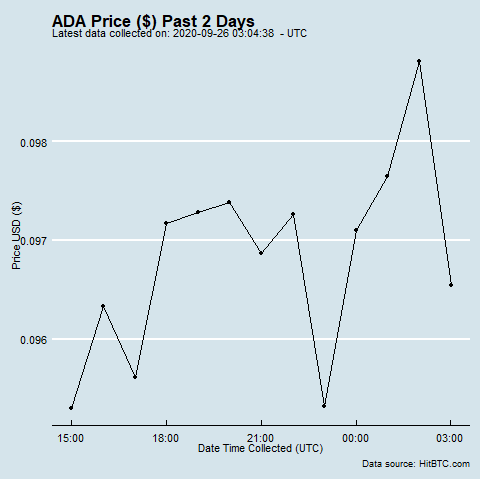 ADA Price ($) Past 2 Days
Latest data collected on: 2020-09-26 03:04:38 - UTC
0.098
0.097
0.096
Price USD ($)
15:00 18:00 21:00 00:00 03:00
Date Time Collected (UTC)
Data source: HitBTC.com